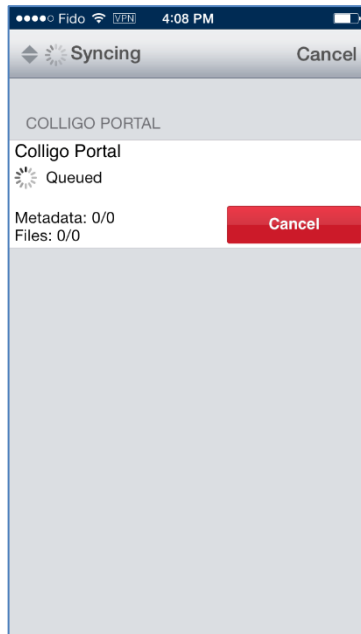 Fido VPN 4:08 PM
Syncing Cancel
COLLIGO PORTAL
Colligo Portal
Queued
Metadata: 0/0
Files: 0/0
Cancel